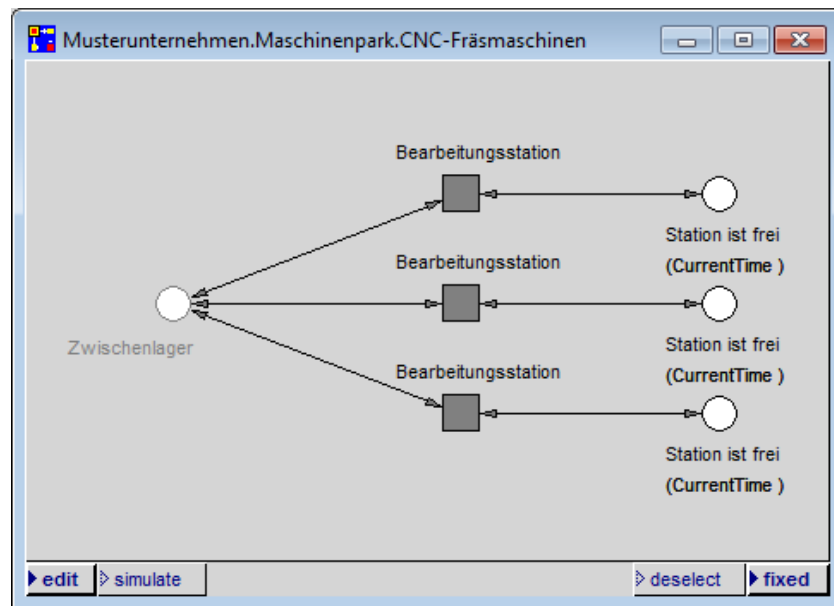 Musterunternehmen.Maschinenpark.CNC-Fräsmaschinen
Bearbeitungsstation
Station ist frei
(CurrentTime )
Bearbeitungsstation
Zwischenlager
Station ist frei
(CurrentTime )
Bearbeitungsstation
Station ist frei
(CurrentTime )
edit simulate deselect fixed